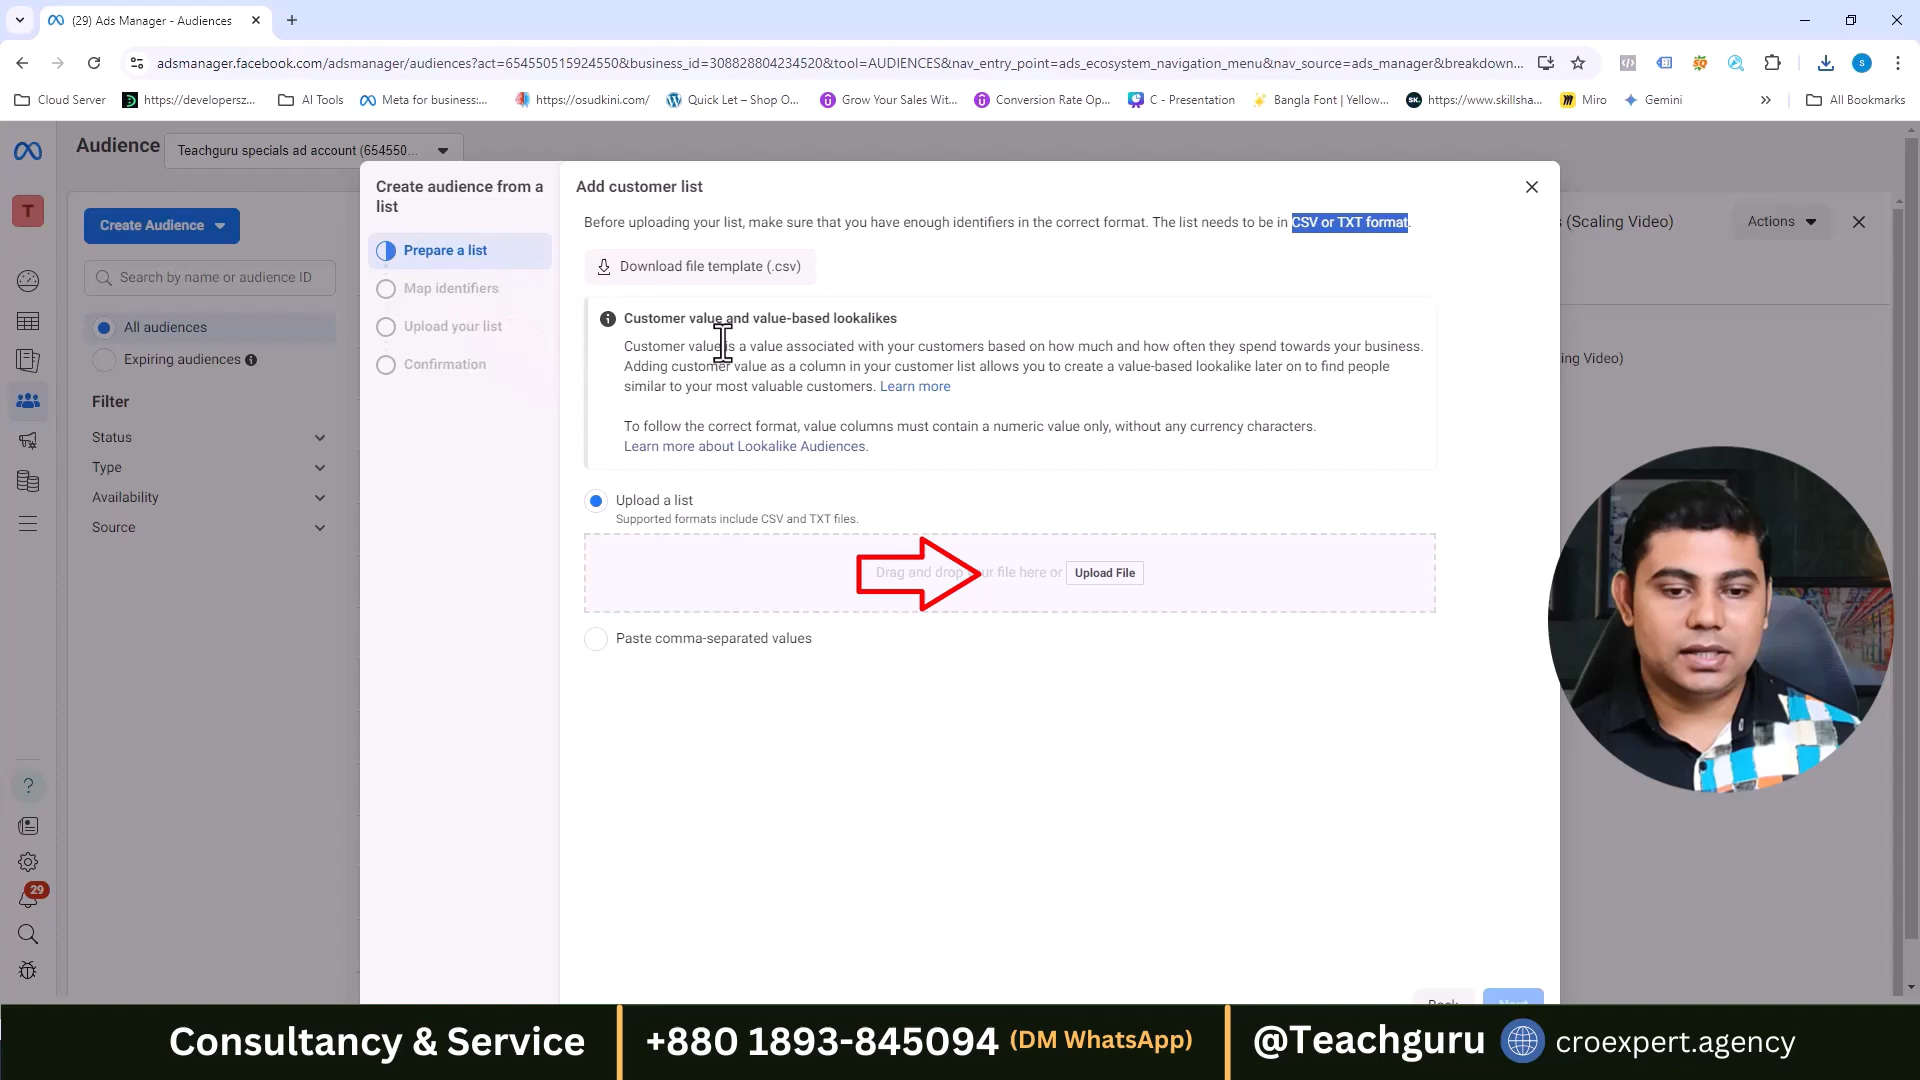 (29) Ads Manager - Audiences
adsmanager.facebook.com/adsmanager/audiences?act=654550515924550&business_id=308828804234520&tool=AUDIENCES&nav_entry_point=ads_ecosystem_navigation_menu&nav_source=ads_manager&breakdown...
Cloud Server
https://developersz...
AI Tools
Meta for business:...
https://osudkini.com/
Quick Let – Shop O...
Grow Your Sales Wit...
Conversion Rate Op...
C - Presentation
Bangla Font | Yellow...
SK.
https://www.skillsha...
Miro
Gemini
All Bookmarks
Audience
Teachguru specials ad account (654550...
T
Create Audience
Search by name or audience ID
All audiences
Expiring audiences
Filter
Status
Type
Availability
Source
29
Create audience from a
list
Prepare a list
Map identifiers
Upload your list
Confirmation
Add customer list
Before uploading your list, make sure that you have enough identifiers in the correct format. The list needs to be in CSV or TXT format.
Download file template (.csv)
Customer value and value-based lookalikes
Customer value is a value associated with your customers based on how much and how often they spend towards your business.
Adding customer value as a column in your customer list allows you to create a value-based lookalike later on to find people
similar to your most valuable customers. Learn more
To follow the correct format, value columns must contain a numeric value only, without any currency characters.
Learn more about Lookalike Audiences.
Upload a list
Supported formats include CSV and TXT files.
Drag and drop your file here or Upload File
Paste comma-separated values
Back
Next
(Scaling Video)
Actions
ing Video)
Consultancy & Service
+880 1893-845094 (DM WhatsApp)
@Teachguru
croexpert.agency